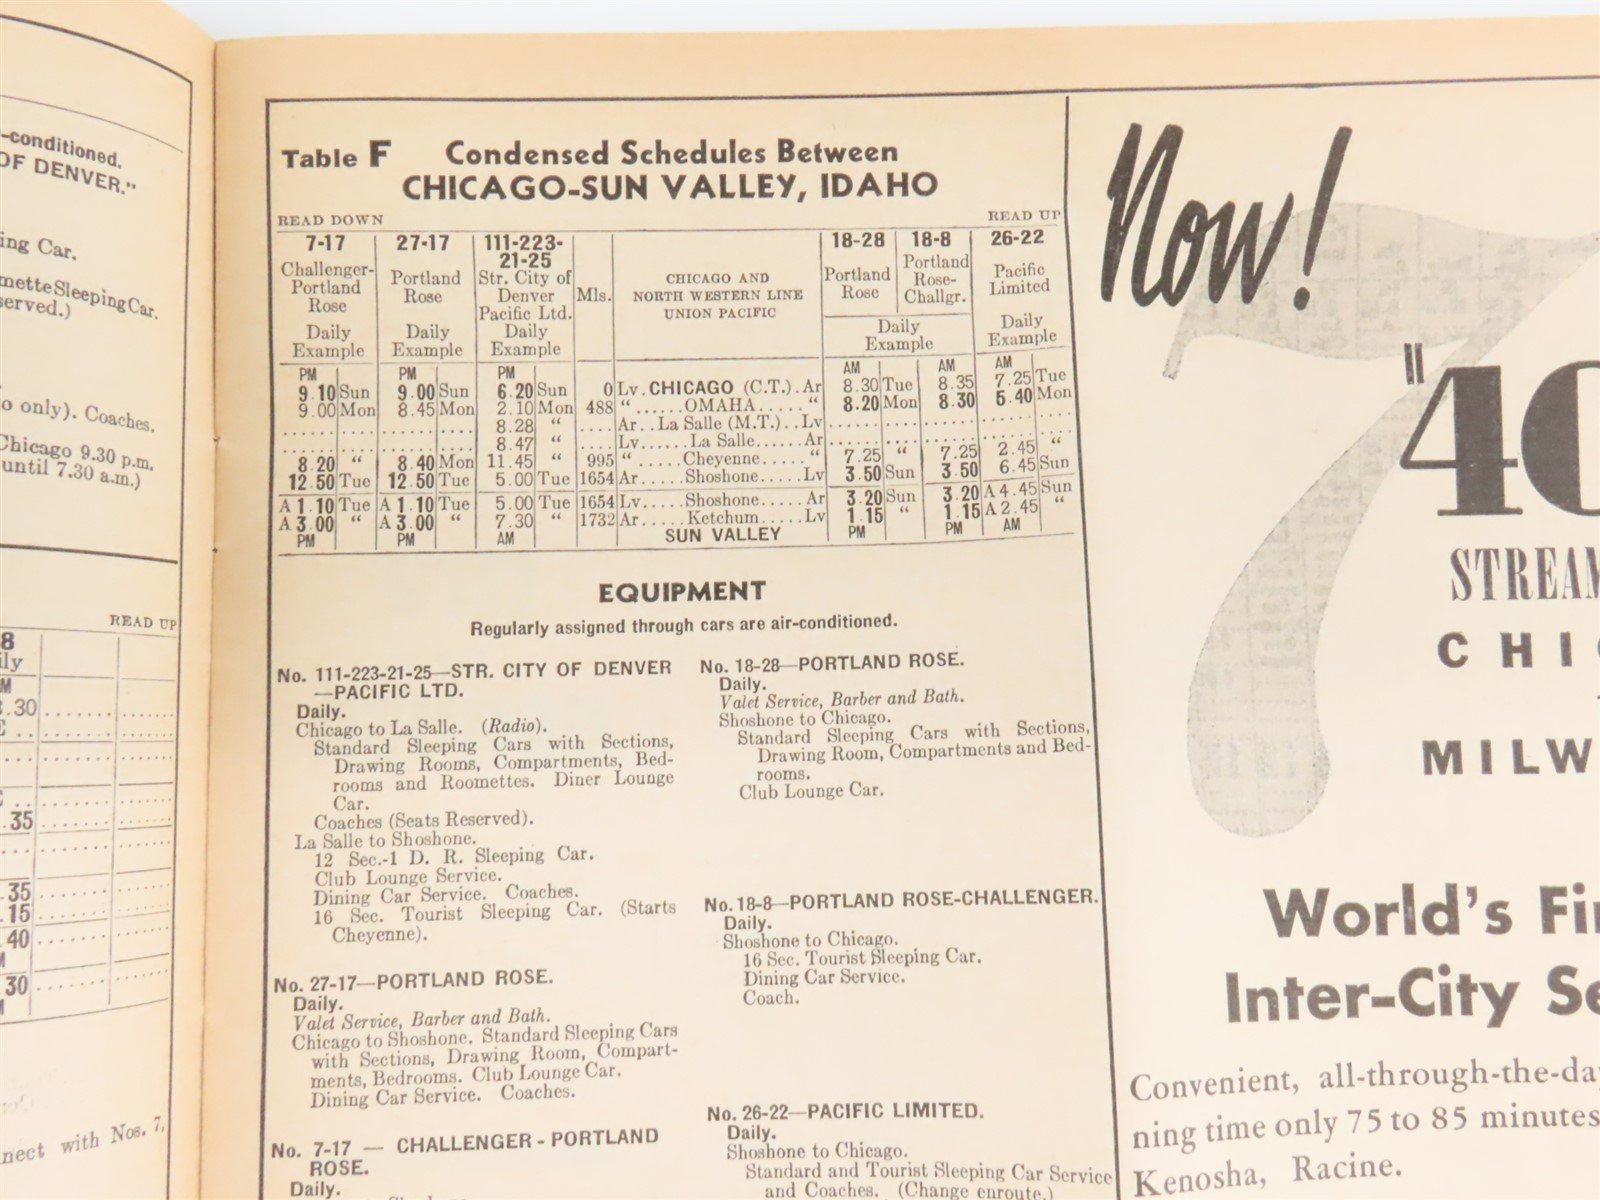 -conditioned.
OF DENVER."
ing Car.
mette Sleeping Car.
served.)
o only). Coaches.
Chicago 9.30 p.m.
until 7.30 a.m.)
READ UP
8
ily
M
.30
.35
.35
.15
.40
M
30
M
nect with Nos. 7,
Table F Condensed Schedules Between
CHICAGO-SUN VALLEY, IDAHO
READ DOWN READ UP
7-17 27-17 111-223- 18-28 18-8 26-22
21-25
Challenger- Portland Str. City of Mls. CHICAGO AND Portland Portland Pacific
Portland Rose Denver NORTH WESTERN LINE Rose Rose- Limited
Rose Pacific Ltd. UNION PACIFIC Challgr.
Daily Daily Daily Daily Daily
Example Example Example Example Example
PM PM PM AM AM AM
9.10 Sun 9.00 Sun 6.20 Sun 0 Lv. CHICAGO (C.T.). Ar 8.30 Tue 8.35 7.25 Tue
9.00 Mon 8.45 Mon 2.10 Mon 488 " ......OMAHA..... " 8.20 Mon 8.30 5.40 Mon
...... .... ...... .... 8.28 " .... Ar..La Salle (M.T.)..Lv ...... .... ...... ...... ....
...... .... ...... .... 8.47 " .... Lv......La Salle.....Ar ...... .... ...... ...... ....
8.20 " 8.40 Mon 11.45 " 995 " .....Cheyenne..... " 7.25 " 7.25 2.45 "
12.50 Tue 12.50 Tue 5.00 Tue 1654 Ar.....Shoshone.....Lv 3.50 Sun 3.50 6.45 Sun
A 1.10 Tue A 1.10 Tue 5.00 Tue 1654 Lv.....Shoshone....Ar 3.20 Sun 3.20 A 4.45 Sun
A 3.00 " A 3.00 " 7.30 " 1732 Ar.....Ketchum.....Lv 1.15 " 1.15 A 2.45 "
PM PM AM SUN VALLEY PM PM AM
EQUIPMENT
Regularly assigned through cars are air-conditioned.
No. 111-223-21-25—STR. CITY OF DENVER
—PACIFIC LTD.
Daily.
Chicago to La Salle. (Radio).
Standard Sleeping Cars with Sections,
Drawing Rooms, Compartments, Bed-
rooms and Roomettes. Diner Lounge
Car.
Coaches (Seats Reserved).
La Salle to Shoshone.
12 Sec.-1 D. R. Sleeping Car.
Club Lounge Service.
Dining Car Service. Coaches.
16 Sec. Tourist Sleeping Car. (Starts
Cheyenne).
No. 27-17—PORTLAND ROSE.
Daily.
Valet Service, Barber and Bath.
Chicago to Shoshone. Standard Sleeping Cars
with Sections, Drawing Room, Compart-
ments, Bedrooms. Club Lounge Car.
Dining Car Service. Coaches.
No. 7-17 — CHALLENGER - PORTLAND
ROSE.
Daily.
No. 18-28—PORTLAND ROSE.
Daily.
Valet Service, Barber and Bath.
Shoshone to Chicago.
Standard Sleeping Cars with Sections,
Drawing Room, Compartments and Bed-
rooms.
Club Lounge Car.
No. 18-8—PORTLAND ROSE-CHALLENGER.
Daily.
Shoshone to Chicago.
16 Sec. Tourist Sleeping Car.
Dining Car Service.
Coach.
No. 26-22—PACIFIC LIMITED.
Daily.
Shoshone to Chicago.
Standard and Tourist Sleeping Car Service
and Coaches. (Change enroute.)
Now!
7
"40
STREAM
CHIC
MILW
World's Fi
Inter-City Se
Convenient, all-through-the-da
ning time only 75 to 85 minutes
Kenosha, Racine.